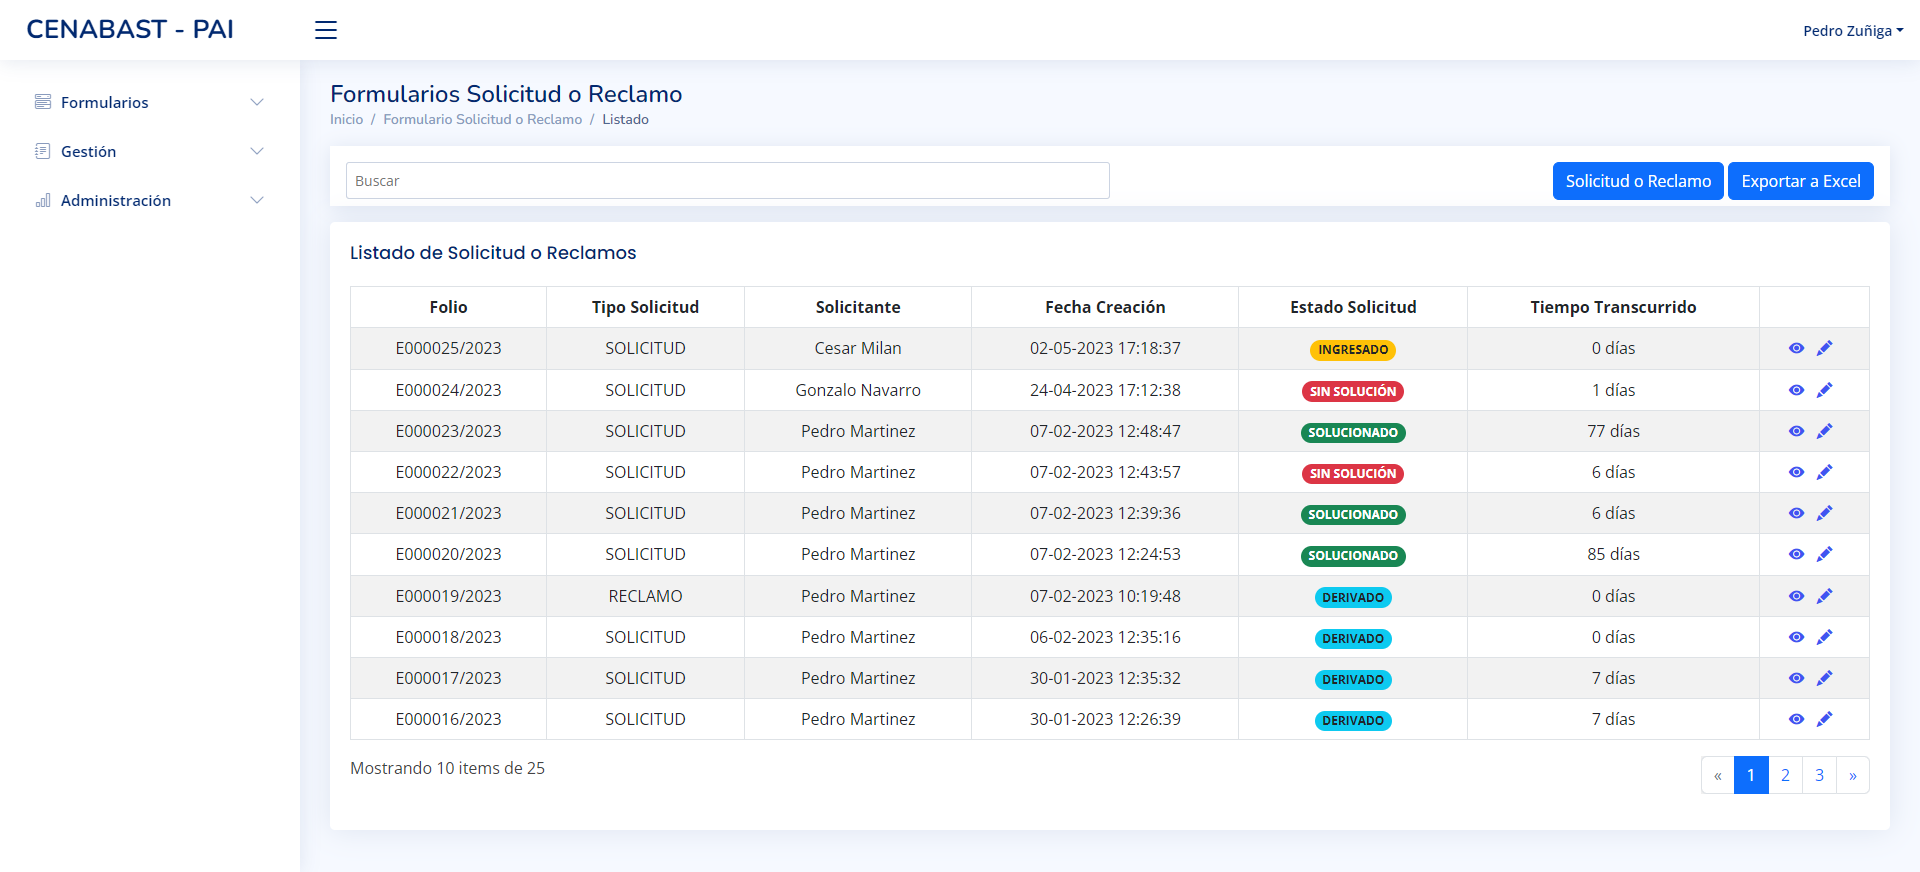 CENABAST - PAI
Pedro Zuñiga
Formularios
Gestión
Administración
Formularios Solicitud o Reclamo
Inicio / Formulario Solicitud o Reclamo / Listado
Buscar
Solicitud o Reclamo Exportar a Excel
Listado de Solicitud o Reclamos
Folio Tipo Solicitud Solicitante Fecha Creación Estado Solicitud Tiempo Transcurrido
E000025/2023 SOLICITUD Cesar Milan 02-05-2023 17:18:37 INGRESADO 0 días
E000024/2023 SOLICITUD Gonzalo Navarro 24-04-2023 17:12:38 SIN SOLUCIÓN 1 días
E000023/2023 SOLICITUD Pedro Martinez 07-02-2023 12:48:47 SOLUCIONADO 77 días
E000022/2023 SOLICITUD Pedro Martinez 07-02-2023 12:43:57 SIN SOLUCIÓN 6 días
E000021/2023 SOLICITUD Pedro Martinez 07-02-2023 12:39:36 SOLUCIONADO 6 días
E000020/2023 SOLICITUD Pedro Martinez 07-02-2023 12:24:53 SOLUCIONADO 85 días
E000019/2023 RECLAMO Pedro Martinez 07-02-2023 10:19:48 DERIVADO 0 días
E000018/2023 SOLICITUD Pedro Martinez 06-02-2023 12:35:16 DERIVADO 0 días
E000017/2023 SOLICITUD Pedro Martinez 30-01-2023 12:35:32 DERIVADO 7 días
E000016/2023 SOLICITUD Pedro Martinez 30-01-2023 12:26:39 DERIVADO 7 días
Mostrando 10 items de 25
« 1 2 3 »